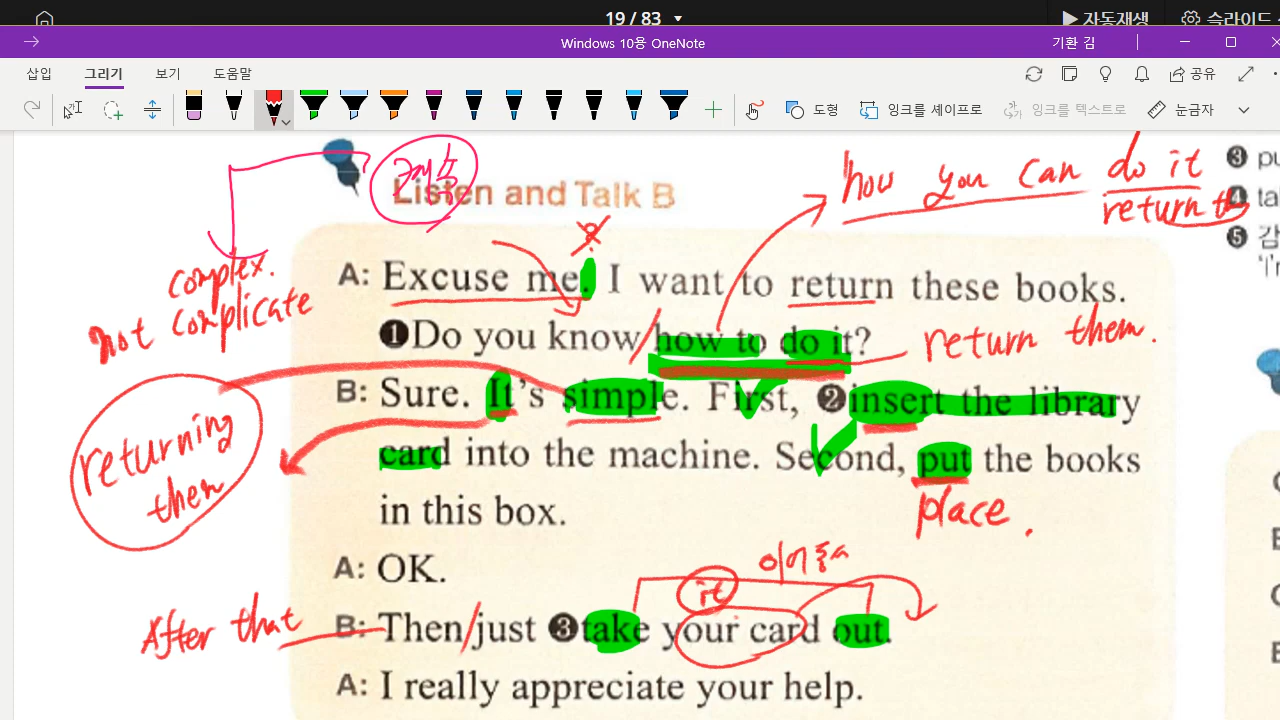 19 / 83 ▼
▶ 자동재생
슬라이드
Windows 10용 OneNote
기환 김
삽입
그리기
보기
도움말
공유
도형
잉크를 셰이프로
잉크를 텍스트로
눈금자
Listen and Talk B
how you can do it
return
❸ pu
❹ ta
❺ 감
'I'r
complex.
not complicate
A: Excuse me. I want to return these books.
❶Do you know how to do it?
return them.
B: Sure. It's simple. First, ❷insert the library
card into the machine. Second, put the books
in this box.
returning
them
place.
A: OK.
이어동사
it
After that
B: Then/just ❸take your card out.
A: I really appreciate your help.